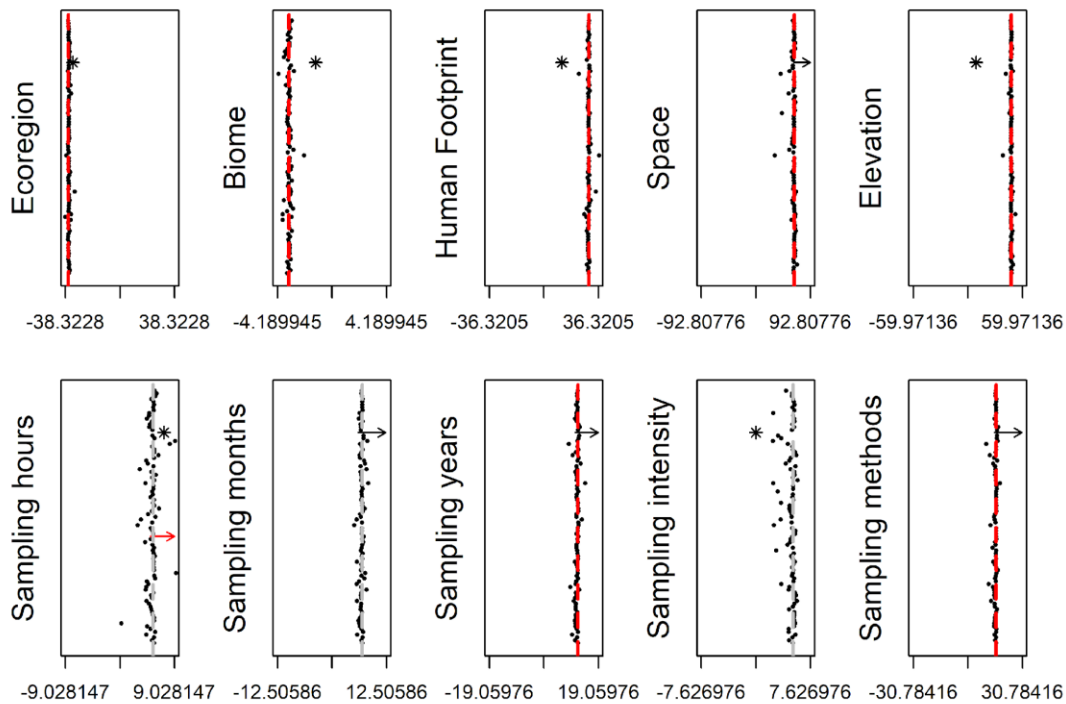 Ecoregion
Biome
Human Footprint
Space
Elevation
-38.3228 38.3228
-4.189945 4.189945
-36.3205 36.3205
-92.80776 92.80776
-59.97136 59.97136
Sampling hours
Sampling months
Sampling years
Sampling intensity
Sampling methods
-9.028147 9.028147
-12.50586 12.50586
-19.05976 19.05976
-7.626976 7.626976
-30.78416 30.78416